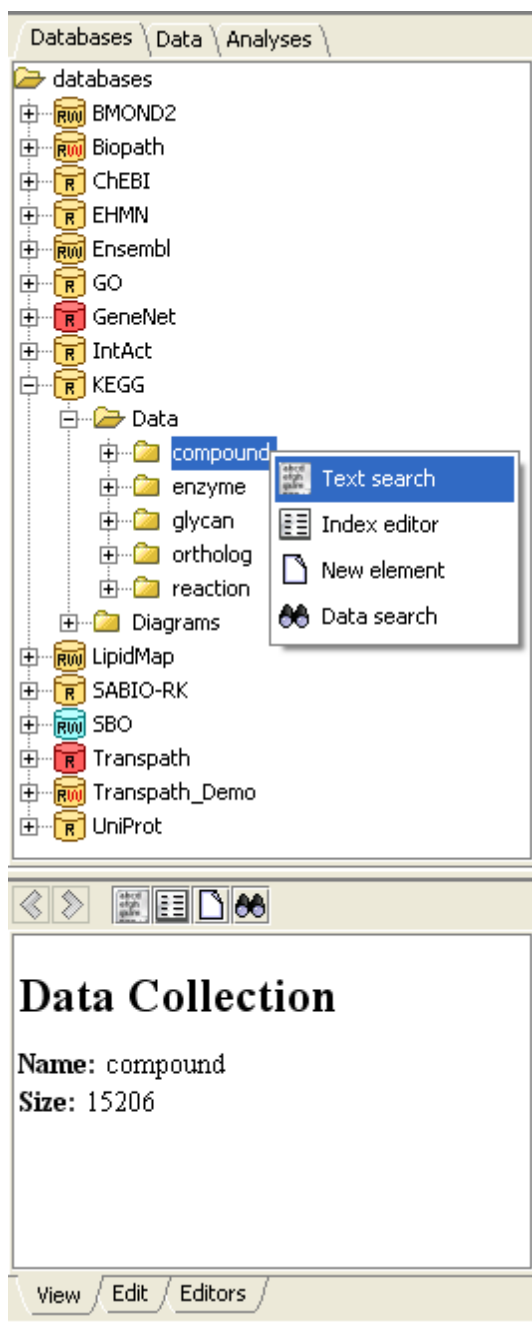 Databases Data Analyses
databases
RW BMOND2
RW Biopath
R ChEBI
R EHMN
RW Ensembl
R GO
R GeneNet
R IntAct
R KEGG
Data
compound
Text search
enzyme
Index editor
glycan
New element
ortholog
Data search
reaction
Diagrams
RW LipidMap
R SABIO-RK
RW SBO
R Transpath
RW Transpath_Demo
R UniProt
Data Collection
Name: compound
Size: 15206
View Edit Editors